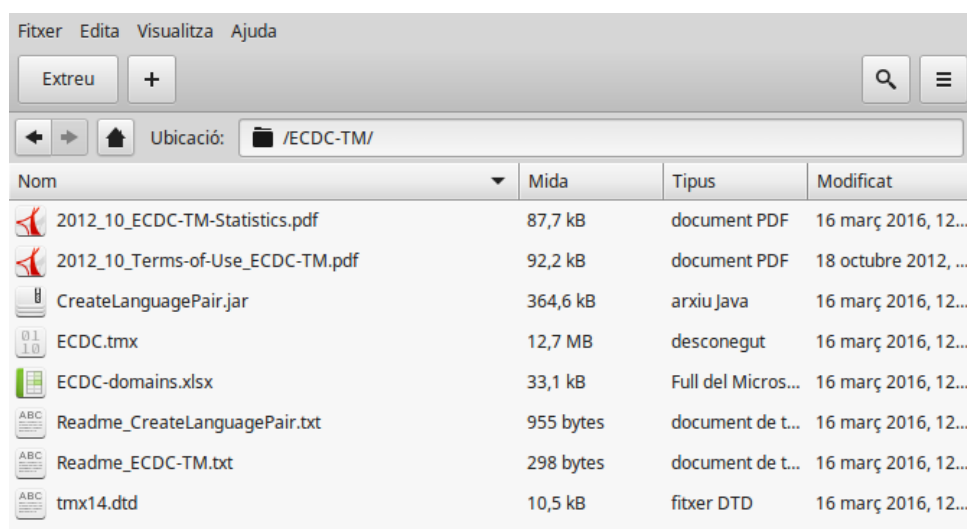 Fitxer Edita Visualitza Ajuda
Extreu +
Ubicació: /ECDC-TM/
Nom Mida Tipus Modificat
2012_10_ECDC-TM-Statistics.pdf 87,7 kB document PDF 16 març 2016, 12...
2012_10_Terms-of-Use_ECDC-TM.pdf 92,2 kB document PDF 18 octubre 2012, ...
CreateLanguagePair.jar 364,6 kB arxiu Java 16 març 2016, 12...
0110 ECDC.tmx 12,7 MB desconegut 16 març 2016, 12...
ECDC-domains.xlsx 33,1 kB Full del Micros... 16 març 2016, 12...
ABC Readme_CreateLanguagePair.txt 955 bytes document de t... 16 març 2016, 12...
ABC Readme_ECDC-TM.txt 298 bytes document de t... 16 març 2016, 12...
ABC tmx14.dtd 10,5 kB fitxer DTD 16 març 2016, 12...